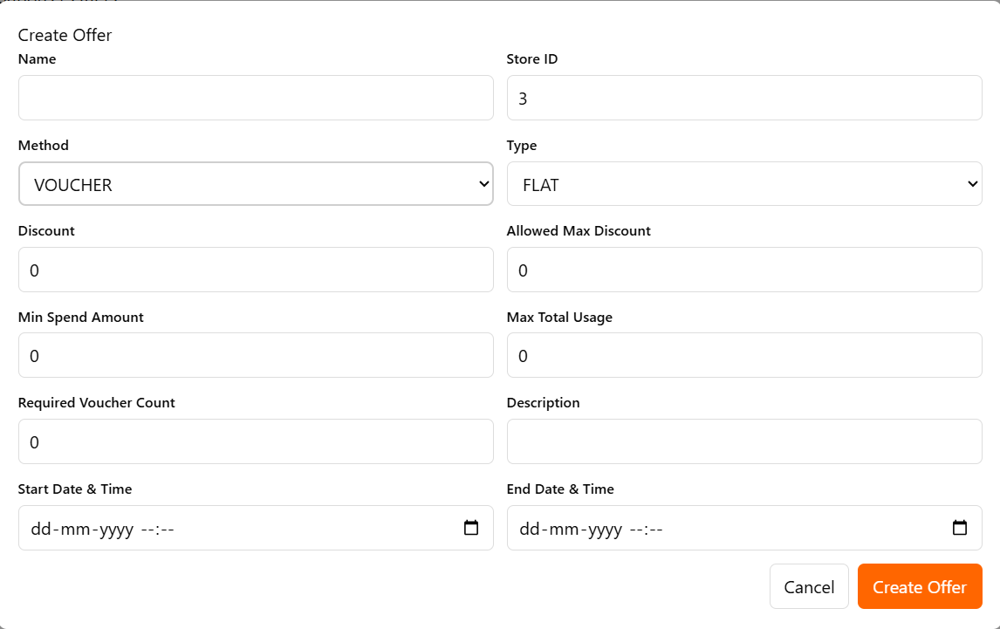 Create Offer
Name
Store ID
3
Method
Type
VOUCHER
FLAT
Discount
Allowed Max Discount
0
0
Min Spend Amount
Max Total Usage
0
0
Required Voucher Count
Description
0
Start Date & Time
End Date & Time
dd-mm-yyyy --:--
dd-mm-yyyy --:--
Cancel
Create Offer